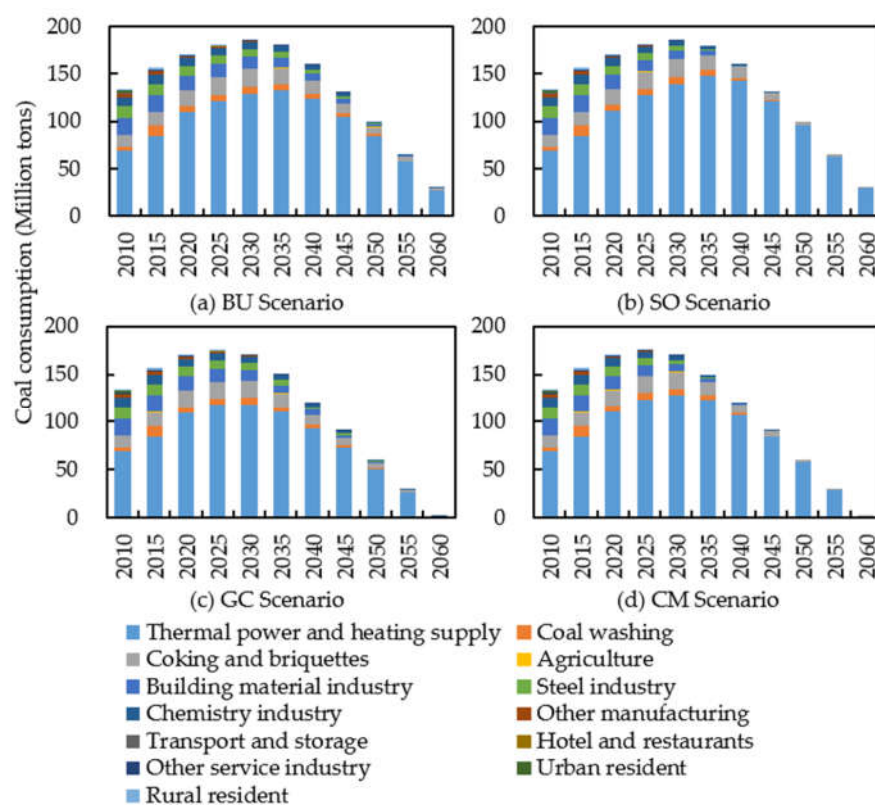 Coal consumption (Million tons)
200
150
100
50
0
2010 2015 2020 2025 2030 2035 2040 2045 2050 2055 2060
(a) BU Scenario
200
150
100
50
0
2010 2015 2020 2025 2030 2035 2040 2045 2050 2055 2060
(b) SO Scenario
200
150
100
50
0
2010 2015 2020 2025 2030 2035 2040 2045 2050 2055 2060
(c) GC Scenario
200
150
100
50
0
2010 2015 2020 2025 2030 2035 2040 2045 2050 2055 2060
(d) CM Scenario
Thermal power and heating supply
Coal washing
Coking and briquettes
Agriculture
Building material industry
Steel industry
Chemistry industry
Other manufacturing
Transport and storage
Hotel and restaurants
Other service industry
Urban resident
Rural resident